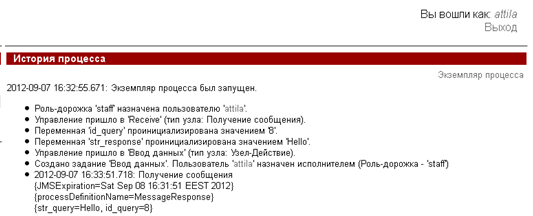 Вы вошли как: attila
Выход
История процесса
Экземпляр процесса
2012-09-07 16:32:55.671: Экземпляр процесса был запущен.
Роль-дорожка 'staff' назначена пользователю 'attila'.
Управление пришло в 'Receive' (тип узла: Получение сообщения).
Переменная 'id_query' проинициализирована значением '8'.
Переменная 'str_response' проинициализирована значением 'Hello'.
Управление пришло в 'Ввод данных' (тип узла: Узел-Действие).
Создано задание 'Ввод данных'. Пользователь 'attila' назначен исполнителем (Роль-дорожка - 'staff')
2012-09-07 16:33:51.718: Получение сообщения
{JMSExpiration=Sat Sep 08 16:31:51 EEST 2012}
{processDefinitionName=MessageResponse}
{str_query=Hello, id_query=8}